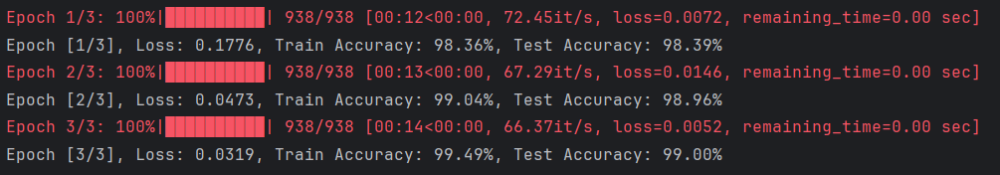 Epoch 1/3: 100%|██████████| 938/938 [00:12<00:00, 72.45it/s, loss=0.0072, remaining_time=0.00 sec]
Epoch [1/3], Loss: 0.1776, Train Accuracy: 98.36%, Test Accuracy: 98.39%
Epoch 2/3: 100%|██████████| 938/938 [00:13<00:00, 67.29it/s, loss=0.0146, remaining_time=0.00 sec]
Epoch [2/3], Loss: 0.0473, Train Accuracy: 99.04%, Test Accuracy: 98.96%
Epoch 3/3: 100%|██████████| 938/938 [00:14<00:00, 66.37it/s, loss=0.0052, remaining_time=0.00 sec]
Epoch [3/3], Loss: 0.0319, Train Accuracy: 99.49%, Test Accuracy: 99.00%